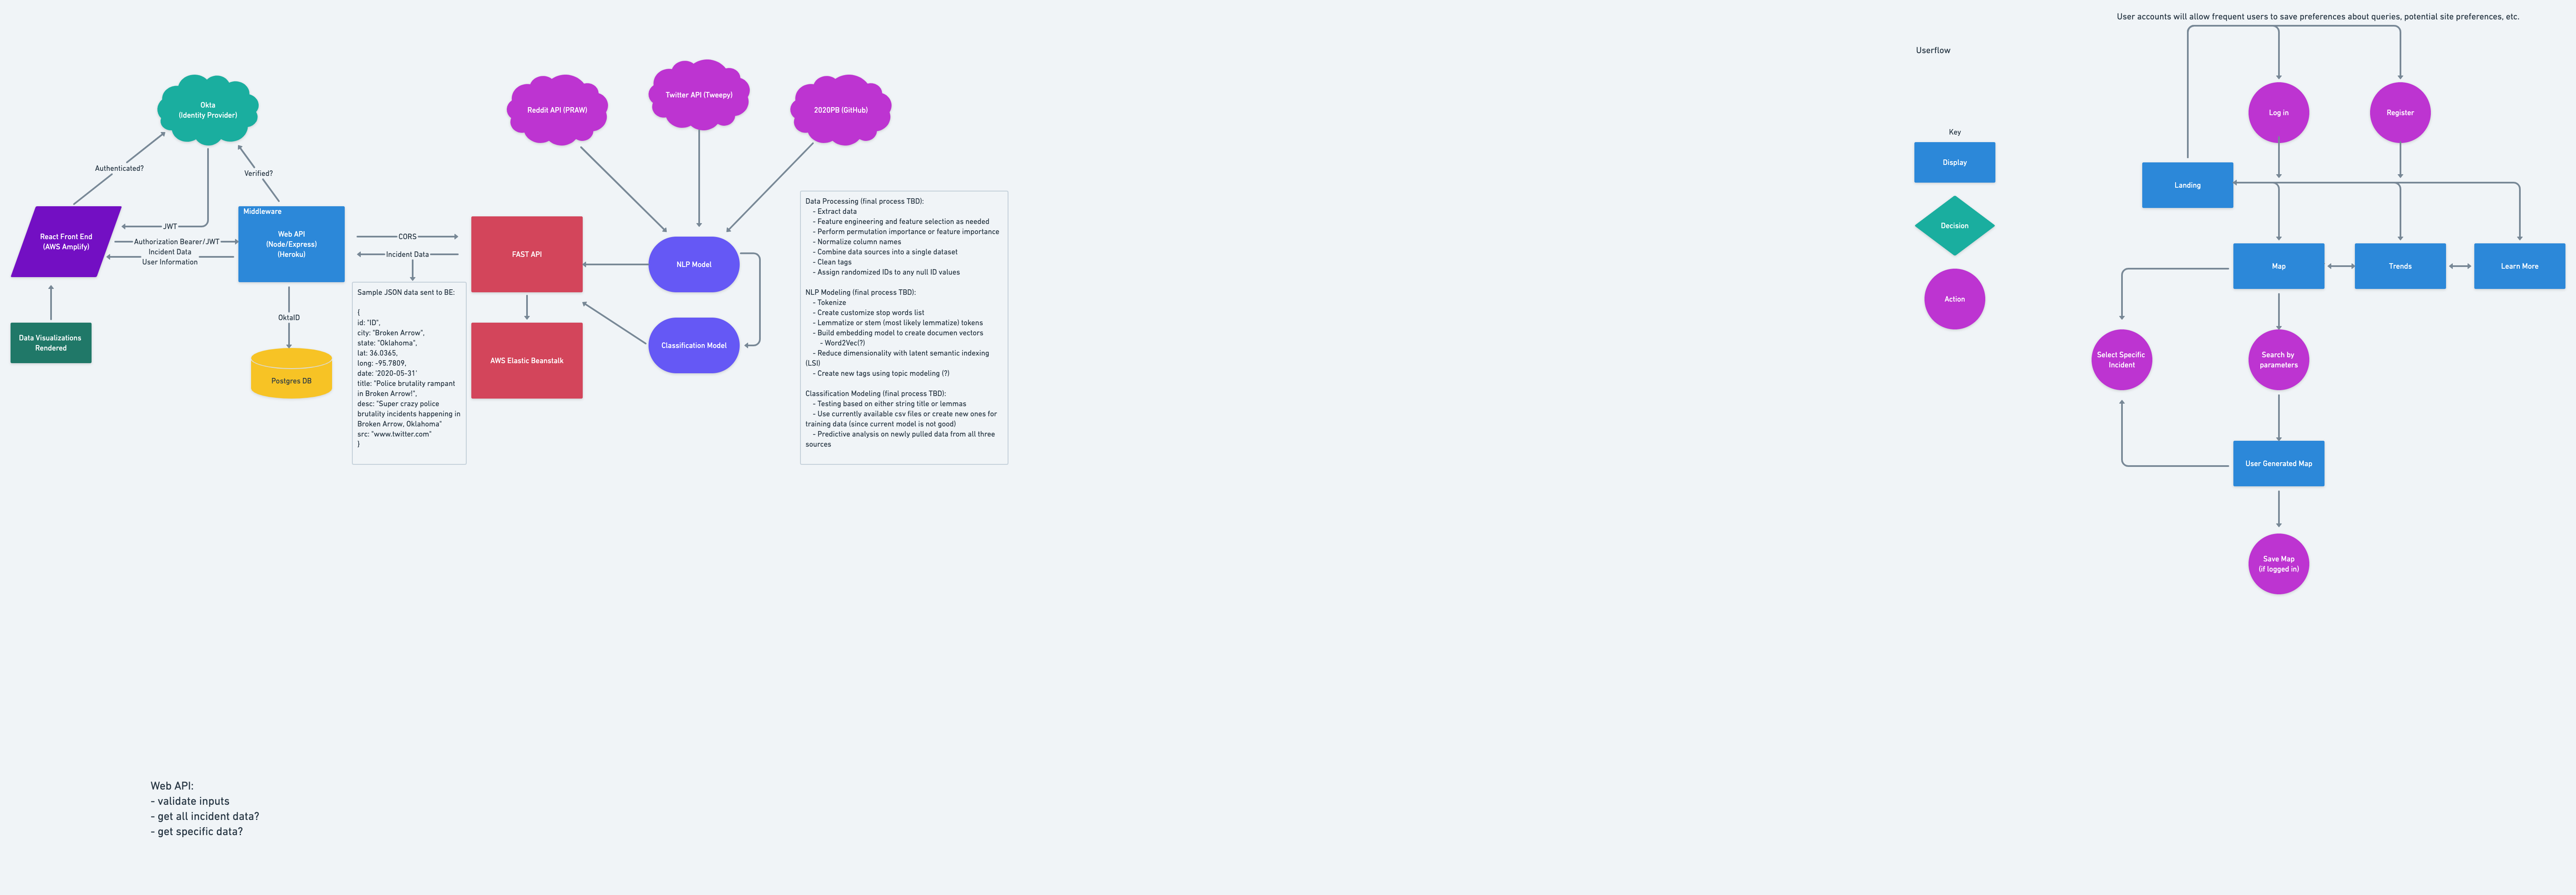 User accounts will allow frequent users to save preferences about queries, potential site preferences, etc.
Userflow
Okta
(Identity Provider)
Reddit API (PRAW)
Twitter API (Tweepy)
2020PB (GitHub)
Authenticated?
Verified?
JWT
Authorization Bearer/JWT
Incident Data
User Information
React Front End
(AWS Amplify)
Middleware
Web API
(Node/Express)
(Heroku)
CORS
Incident Data
FAST API
NLP Model
Classification Model
AWS Elastic Beanstalk
Data Visualizations
Rendered
OktaID
Postgres DB
Sample JSON data sent to BE:
{
id: "ID",
city: "Broken Arrow",
state: "Oklahoma",
lat: 36.0365,
long: -95.7809,
date: '2020-05-31'
title: "Police brutality rampant
in Broken Arrow!",
desc: "Super crazy police
brutality incidents happening in
Broken Arrow, Oklahoma"
src: "www.twitter.com"
}
Data Processing (final process TBD):
- Extract data
- Feature engineering and feature selection as needed
- Perform permutation importance or feature importance
- Normalize column names
- Combine data sources into a single dataset
- Clean tags
- Assign randomized IDs to any null ID values
NLP Modeling (final process TBD):
- Tokenize
- Create customize stop words list
- Lemmatize or stem (most likely lemmatize) tokens
- Build embedding model to create documen vectors
- Word2Vec(?)
- Reduce dimensionality with latent semantic indexing
(LSI)
- Create new tags using topic modeling (?)
Classification Modeling (final process TBD):
- Testing based on either string title or lemmas
- Use currently available csv files or create new ones for
training data (since current model is not good)
- Predictive analysis on newly pulled data from all three
sources
Key
Display
Decision
Action
Log in
Register
Landing
Map
Trends
Learn More
Select Specific
Incident
Search by
parameters
User Generated Map
Save Map
(if logged in)
Web API:
- validate inputs
- get all incident data?
- get specific data?